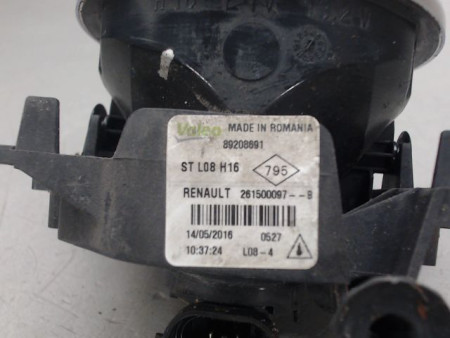 Valeo MADE IN ROMANIA
89208691
ST L08 H16 795
RENAULT 261500097--B
14/05/2016 0527
10:37:24 L08-4